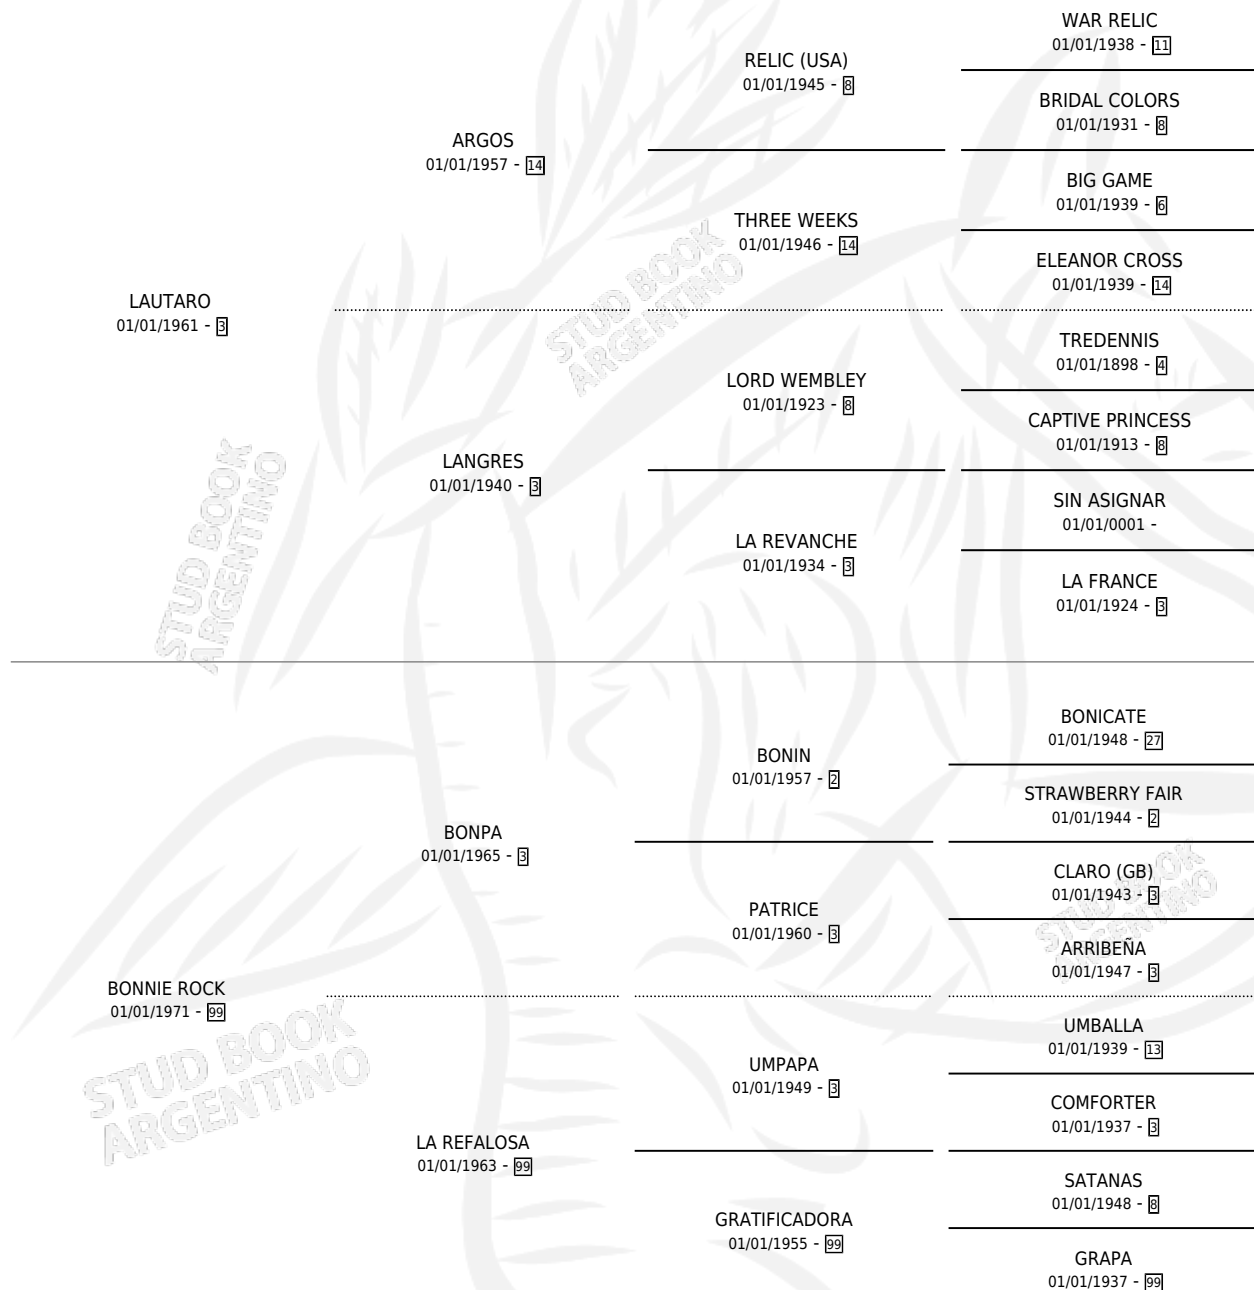 WAR RELIC
01/01/1938 - 11
RELIC (USA)
01/01/1945 - 8
BRIDAL COLORS
01/01/1931 - 8
ARGOS
01/01/1957 - 14
BIG GAME
01/01/1939 - 6
THREE WEEKS
01/01/1946 - 14
ELEANOR CROSS
01/01/1939 - 14
LAUTARO
01/01/1961 - 3
TREDENNIS
01/01/1898 - 4
LORD WEMBLEY
01/01/1923 - 8
CAPTIVE PRINCESS
01/01/1913 - 8
LANGRES
01/01/1940 - 3
SIN ASIGNAR
01/01/0001 -
LA REVANCHE
01/01/1934 - 3
LA FRANCE
01/01/1924 - 3
BONICATE
01/01/1948 - 27
BONIN
01/01/1957 - 2
STRAWBERRY FAIR
01/01/1944 - 2
BONPA
01/01/1965 - 3
CLARO (GB)
01/01/1943 - 3
PATRICE
01/01/1960 - 3
ARRIBEÑA
01/01/1947 - 3
BONNIE ROCK
01/01/1971 - 99
UMBALLA
01/01/1939 - 13
UMPAPA
01/01/1949 - 3
COMFORTER
01/01/1937 - 3
LA REFALOSA
01/01/1963 - 99
SATANAS
01/01/1948 - 8
GRATIFICADORA
01/01/1955 - 99
GRAPA
01/01/1937 - 99
STUD BOOK
ARGENTINO
STUD BOOK
ARGENTINO
STUD BOOK
ARGENTINO
STUD BOOK
ARGENTINO